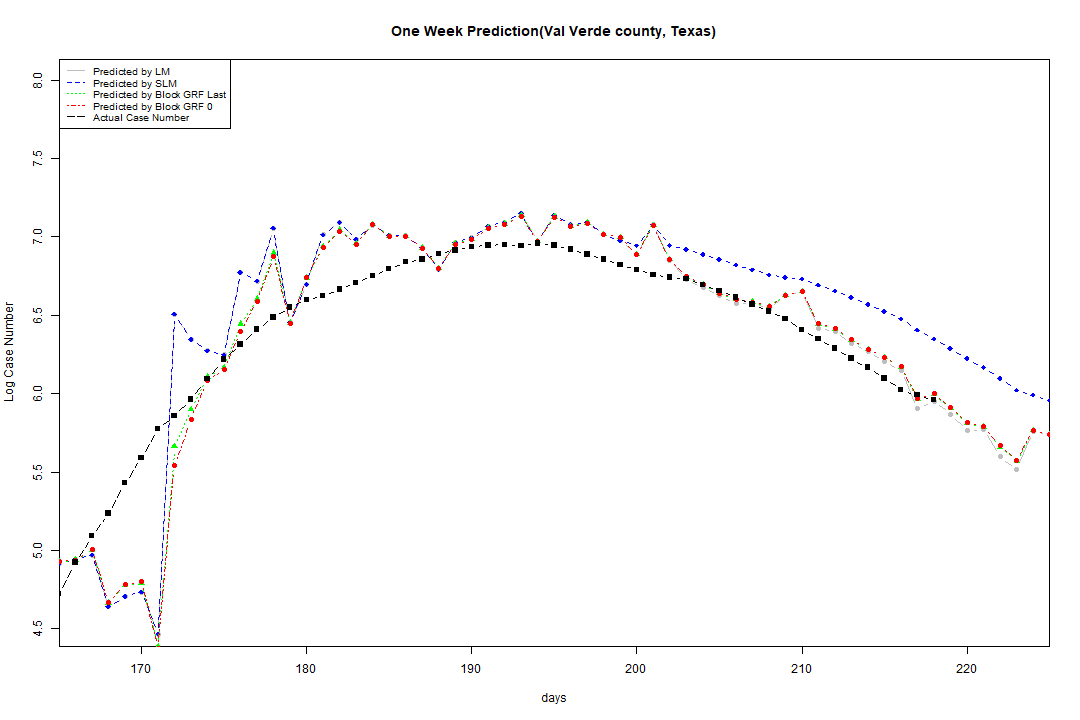 One Week Prediction(Val Verde county, Texas)
Predicted by LM
Predicted by SLM
Predicted by Block GRF Last
Predicted by Block GRF 0
Actual Case Number
8.0
7.5
7.0
6.5
6.0
5.5
5.0
4.5
Log Case Number
170 180 190 200 210 220
days